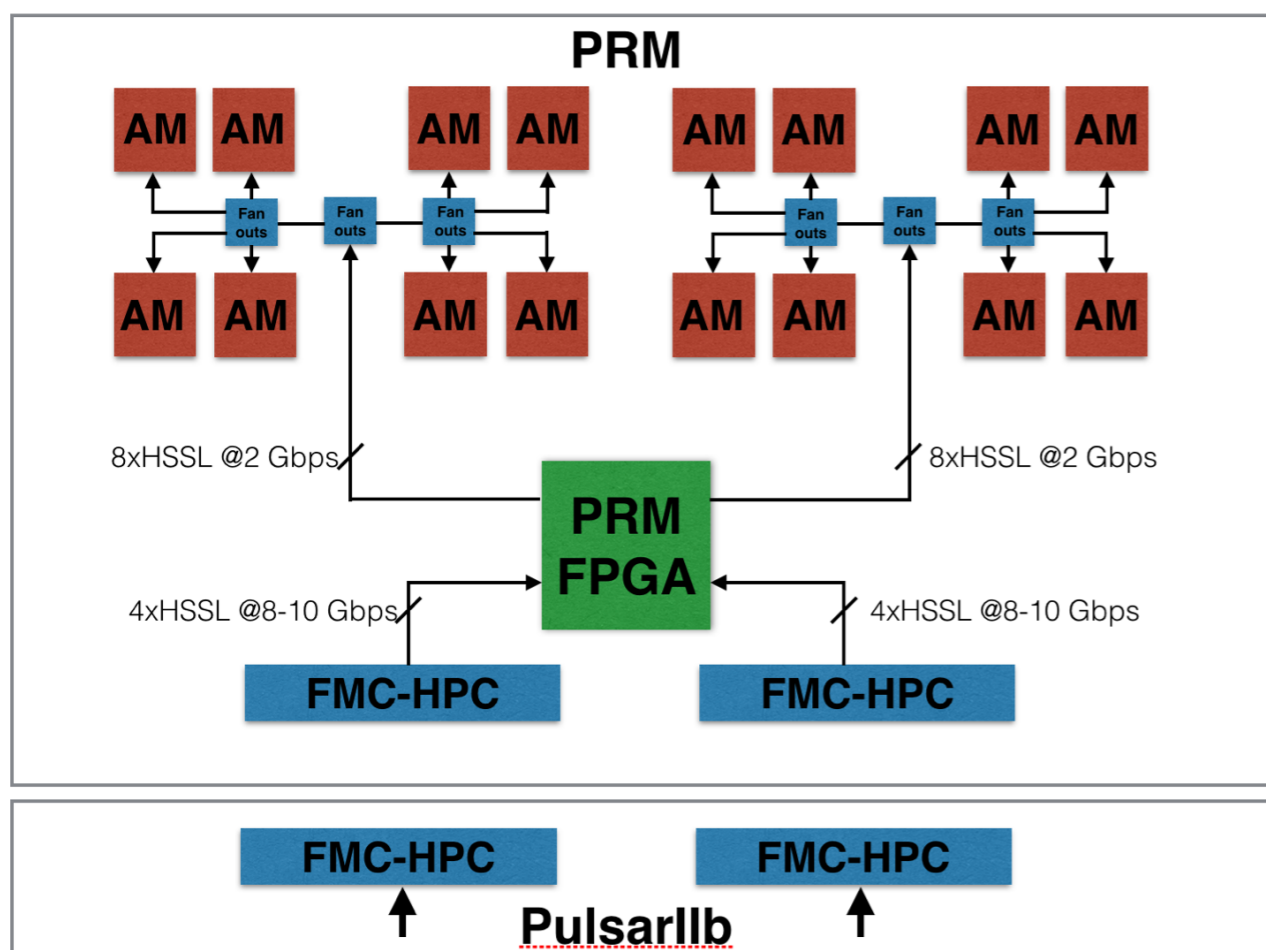 PRM
AM AM AM AM AM AM AM AM
Fan outs Fan outs Fan outs Fan outs Fan outs Fan outs
AM AM AM AM AM AM AM AM
8xHSSL @2 Gbps 8xHSSL @2 Gbps
PRM
FPGA
4xHSSL @8-10 Gbps 4xHSSL @8-10 Gbps
FMC-HPC FMC-HPC
FMC-HPC FMC-HPC
PulsarIIb